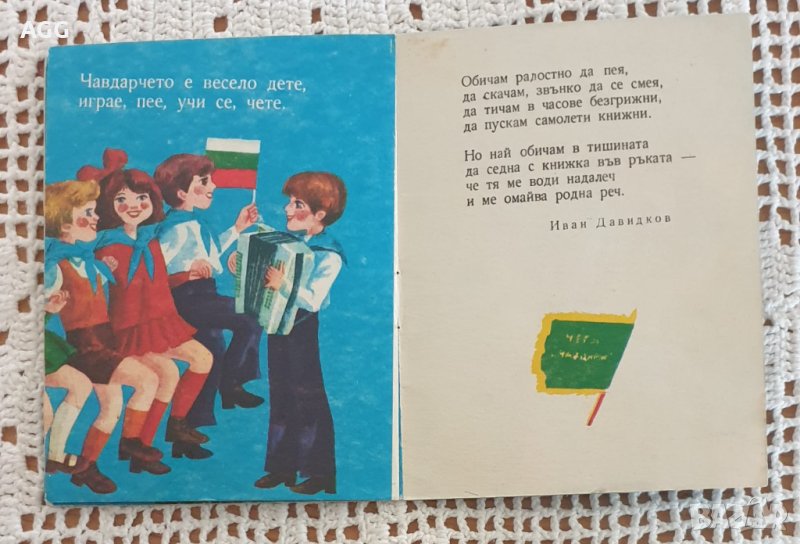 AGG
Чавдарчето е весело дете,
играе, пее, учи се, чете.
Обичам радостно да пея,
да скачам, звънко да се смея,
да тичам в часове безгрижни,
да пускам самолети книжни.
Но най обичам в тишината
да седна с книжка във ръката —
че тя ме води надалеч
и ме омайва родна реч.
Иван Давидков
ЧЕТА